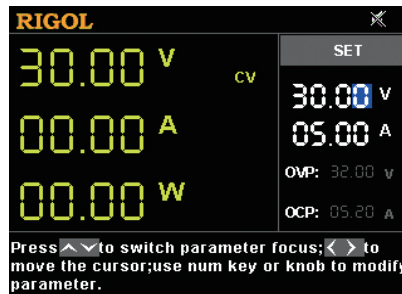 RIGOL
30.00 V
CV
00.00 A
00.00 W
SET
30.00 V
05.00 A
OVP: 32.00 V
OCP: 05.20 A
Press to switch parameter focus; to
move the cursor;use num key or knob to modify
parameter.